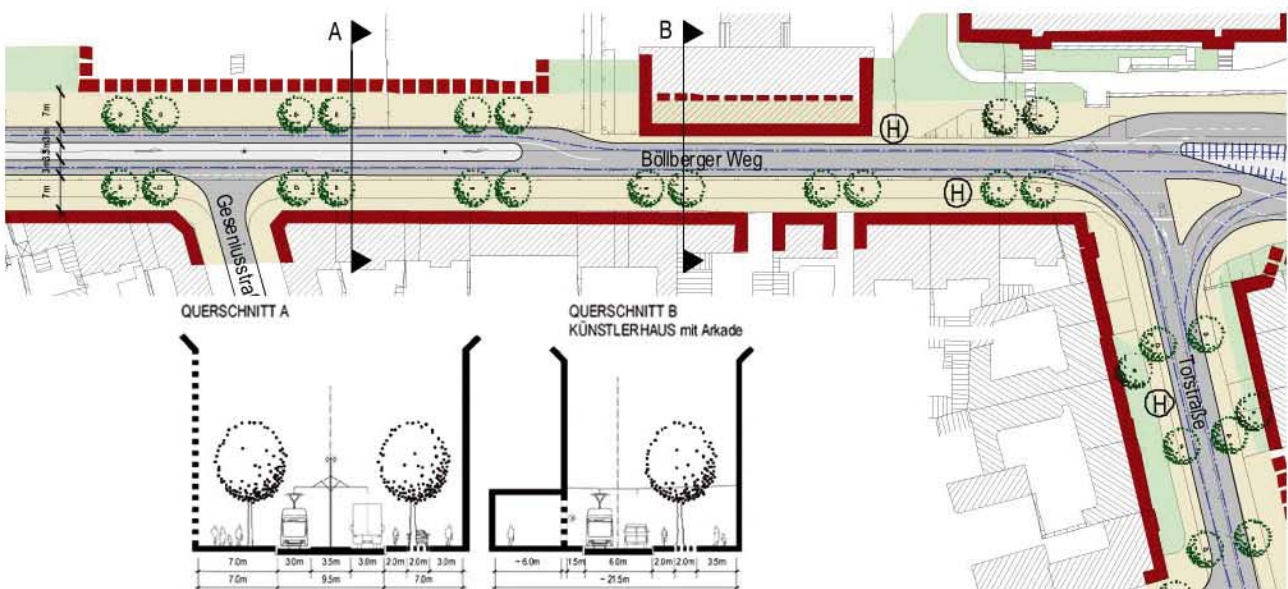 A
B
7m
3m
3.5m
3m
7m
H
Böllberger Weg
H
Geseniusstraß
H
Torstraße
QUERSCHNITT A
QUERSCHNITT B
KÜNSTLERHAUS mit Arkade
7.0m 3.0m 3.5m 3.0m 2.0m 2.0m 3.0m
7.0m 9.5m 7.0m
~ 6.0m 1.5m 6.0m 2.0m 2.0m 3.5m
~ 21.5m